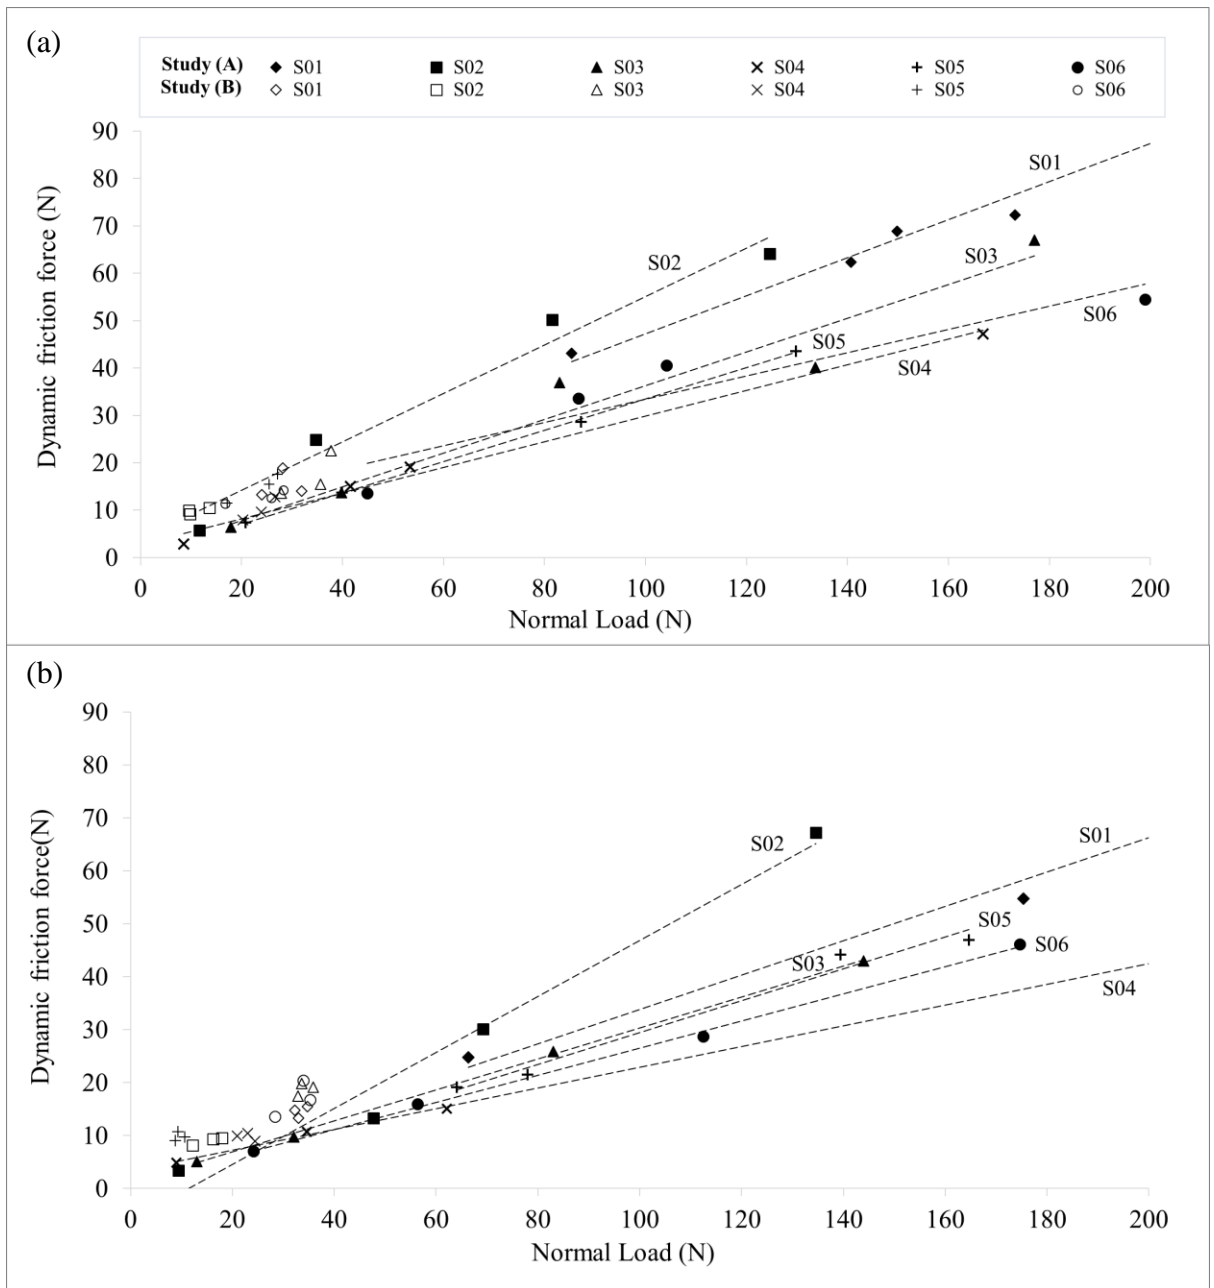 (a)
Study (A) S01 S02 S03 S04 S05 S06
Study (B) S01 S02 S03 S04 S05 S06
Dynamic friction force (N)
90
80
70
60
50
40
30
20
10
0
S01
S02
S03
S05
S06
S04
0 20 40 60 80 100 120 140 160 180 200
Normal Load (N)
(b)
Dynamic friction force(N)
90
80
70
60
50
40
30
20
10
0
S02
S01
S05
S03
S06
S04
0 20 40 60 80 100 120 140 160 180 200
Normal Load (N)